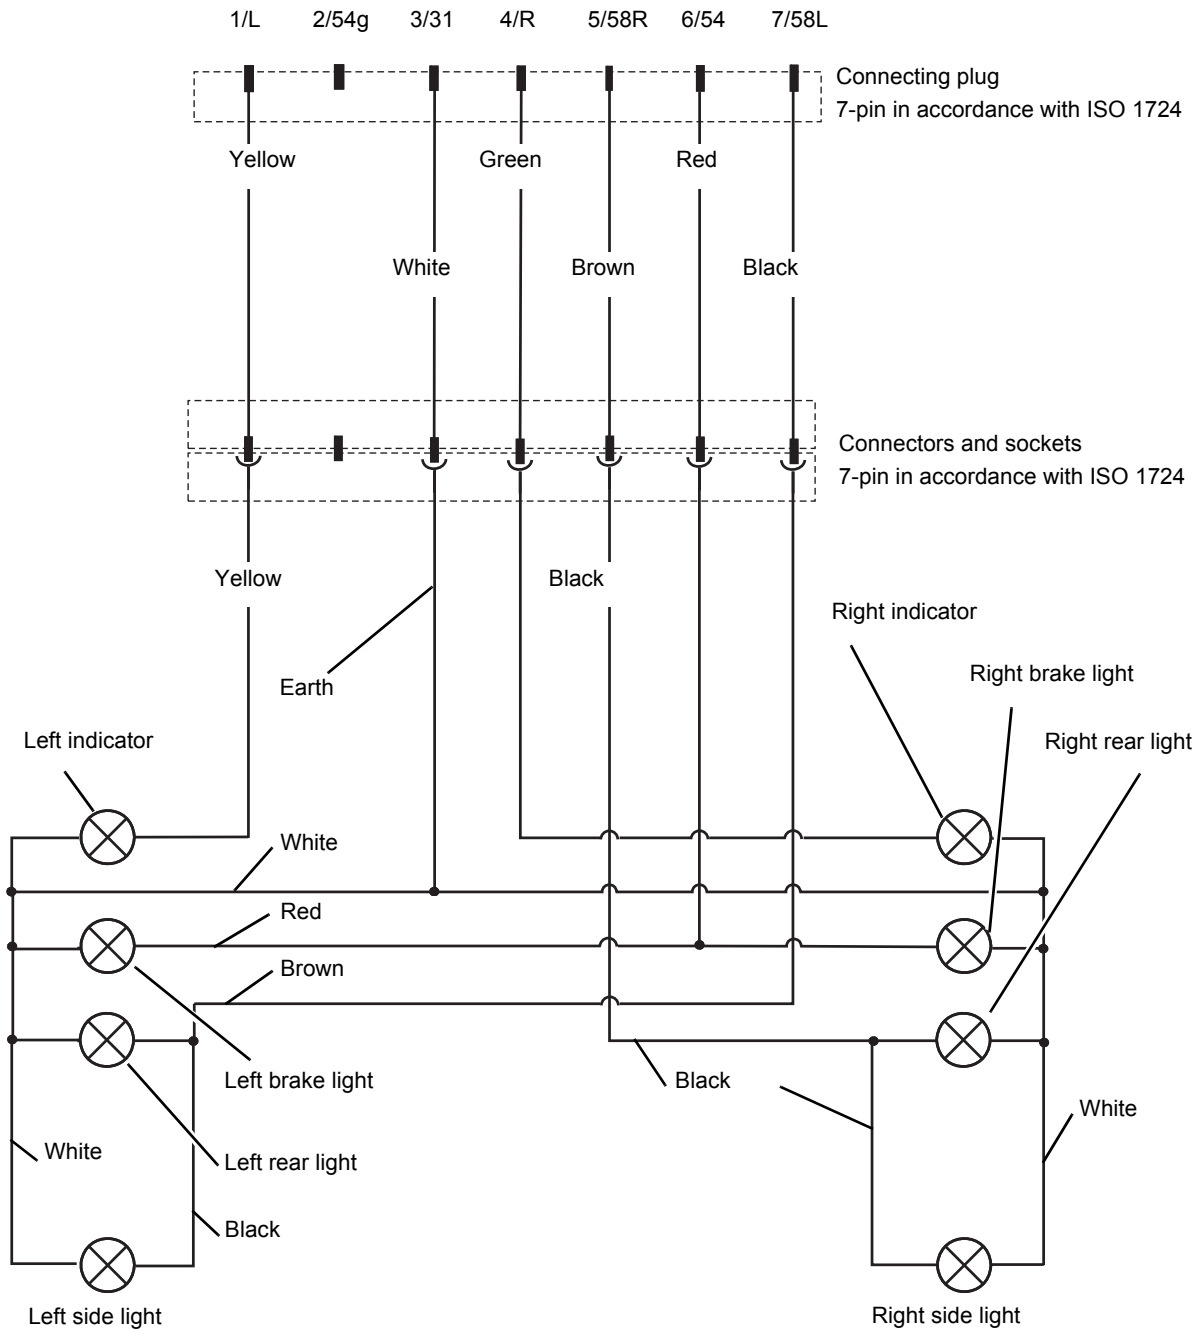 1/L 2/54g 3/31 4/R 5/58R 6/54 7/58L
Connecting plug
7-pin in accordance with ISO 1724
Yellow Green Red
White Brown Black
Connectors and sockets
7-pin in accordance with ISO 1724
Yellow Black
Right indicator
Right brake light
Earth
Left indicator
Right rear light
White
Red
Brown
Left brake light
Black
White
White
Left rear light
Black
Left side light
Right side light